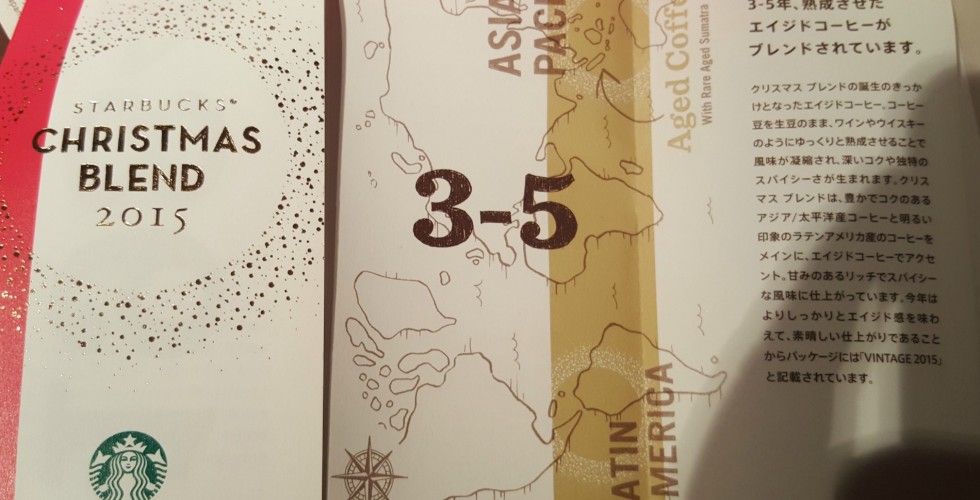 STARBUCKS
CHRISTMAS
BLEND
2015
ASIA
PACI
3-5
Aged Coffe
With Rare Aged Sumatra
LATIN
AMERICA
3-5年、熟成させた
エイジドコーヒーが
ブレンドされています。
クリスマス ブレンドの誕生のきっか
けとなったエイジドコーヒー。コーヒー
豆を生豆のまま、ワインやウイスキー
のようにゆっくりと熟成させることで
風味が凝縮され、深いコクや独特の
スパイシーさが生まれます。クリス
マス ブレンドは、豊かでコクのある
アジア/太平洋産コーヒーと明るい
印象のラテンアメリカ産のコーヒーを
メインに、エイジドコーヒーでアクセ
ント。甘みのあるリッチでスパイシー
な風味に仕上がっています。今年は
よりしっかりとエイジド感を味わ
えて、素晴しい仕上がりであること
からパッケージには「VINTAGE 2015」
と記載されています。